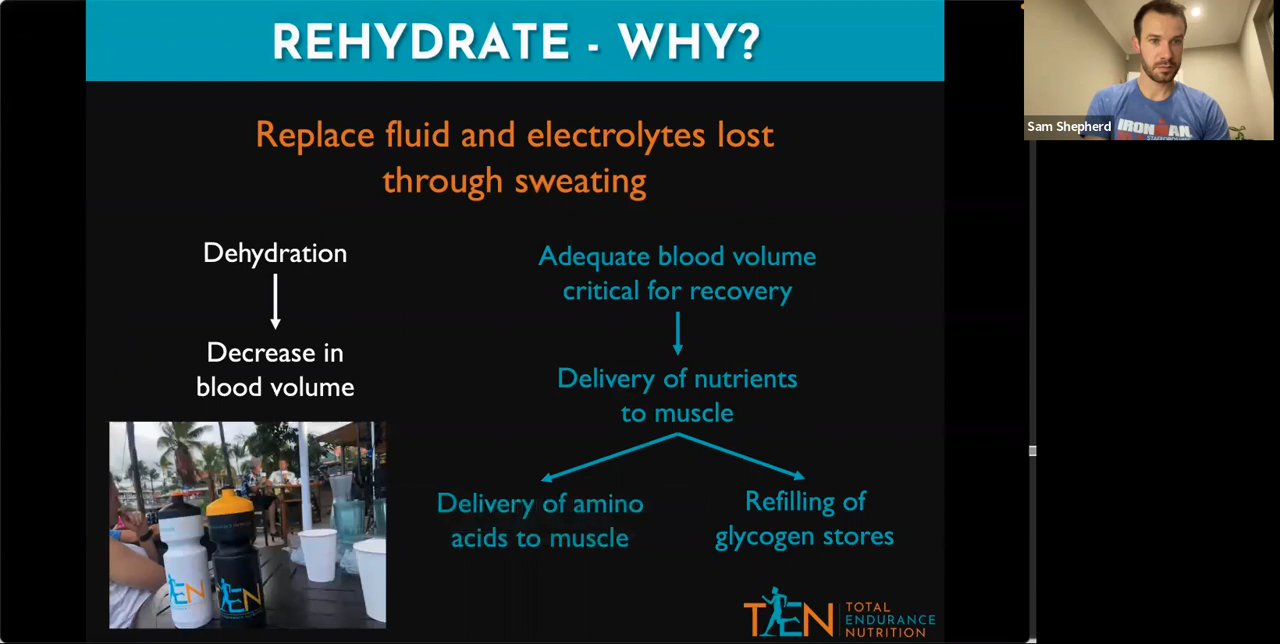 REHYDRATE - WHY?
Sam Shepherd
IRONMAN
Replace fluid and electrolytes lost
through sweating
Dehydration
Adequate blood volume
critical for recovery
Decrease in
blood volume
Delivery of nutrients
to muscle
Delivery of amino
acids to muscle
Refilling of
glycogen stores
TEN
TEN
TEN
TOTAL
ENDURANCE
NUTRITION